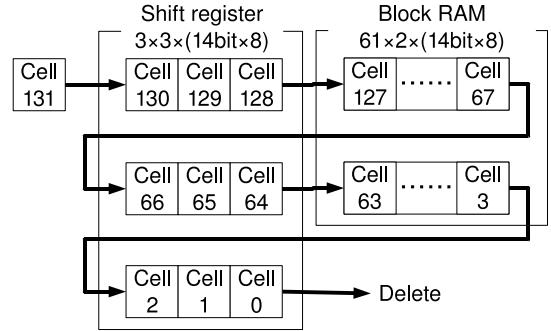 Shift register
Block RAM
3×3×(14bit×8)
61×2×(14bit×8)
Cell 131
Cell 130
Cell 129
Cell 128
Cell 127
......
Cell 67
Cell 66
Cell 65
Cell 64
Cell 63
......
Cell 3
Cell 2
Cell 1
Cell 0
Delete